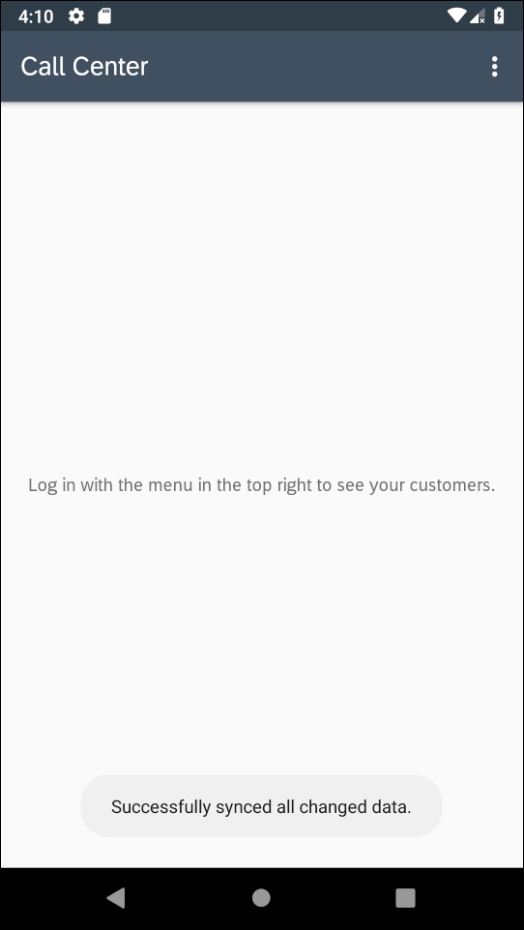 4:10
Call Center
Log in with the menu in the top right to see your customers.
Successfully synced all changed data.